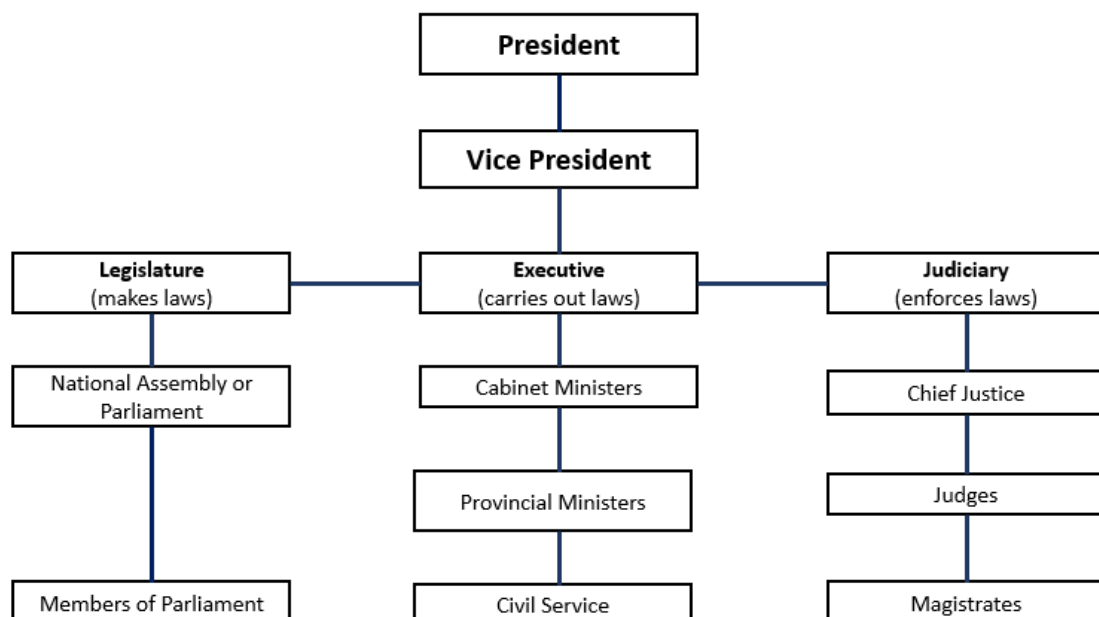 President
Vice President
Legislature
(makes laws)
Executive
(carries out laws)
Judiciary
(enforces laws)
National Assembly or
Parliament
Cabinet Ministers
Chief Justice
Provincial Ministers
Judges
Members of Parliament
Civil Service
Magistrates